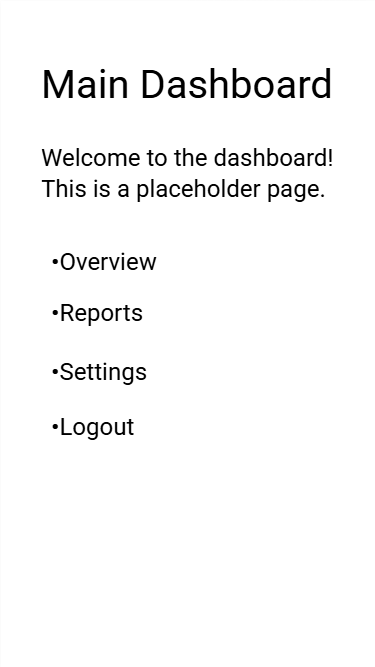 Main Dashboard
Welcome to the dashboard!
This is a placeholder page.
•Overview
•Reports
•Settings
•Logout